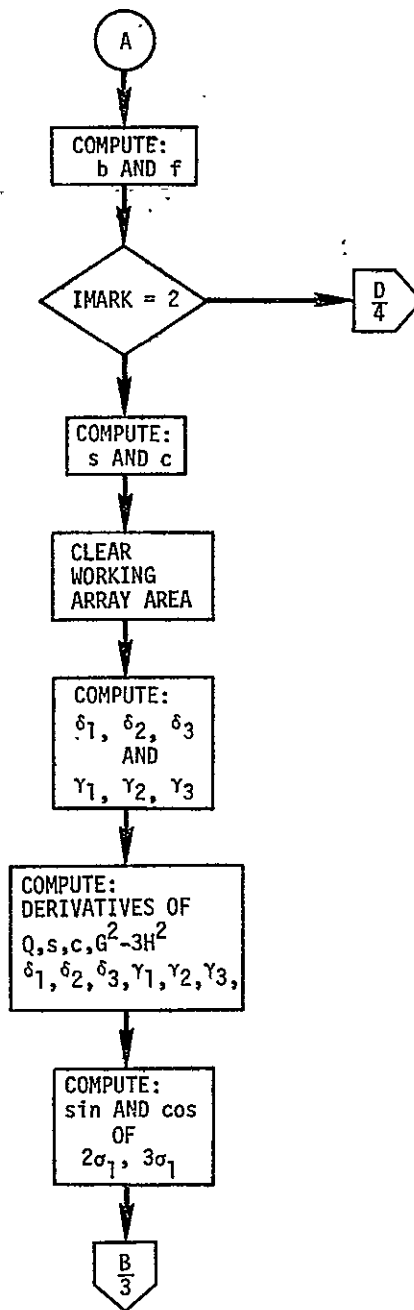 A
COMPUTE:
b AND f
IMARK = 2
D
4
COMPUTE:
s AND c
CLEAR
WORKING
ARRAY AREA
COMPUTE:
δ₁, δ₂, δ₃
AND
γ₁, γ₂, γ₃
COMPUTE:
DERIVATIVES OF
Q,s,c,G²-3H²
δ₁,δ₂,δ₃,γ₁,γ₂,γ₃,
COMPUTE:
sin AND cos
OF
2σ₁, 3σ₁
B
3